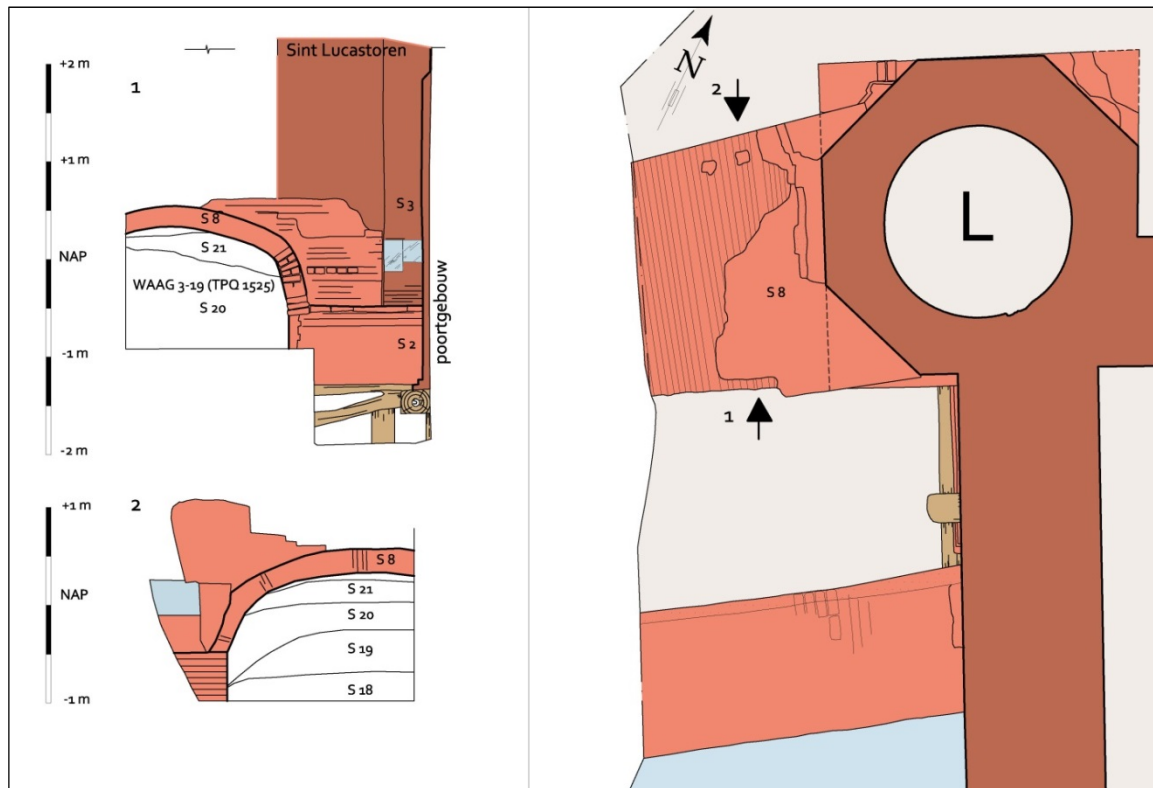 Sint Lucastoren
+2 m
1
+1 m
S 3
S 8
S 21
NAP
WAAG 3-19 (TPQ 1525)
S 20
S 2
poortgebouw
-1 m
-2 m
+1 m
2
S 8
S 21
NAP
S 20
S 19
S 18
-1 m
N
2
L
S 8
1